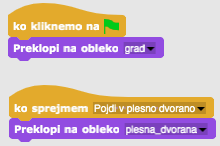 ko kliknemo na
Preklopi na obleko grad
ko sprejmem Pojdi v plesno dvorano
Preklopi na obleko plesna_dvorana